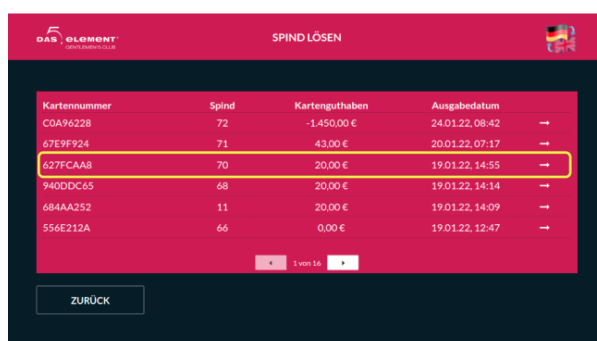 DAS 5. ELEMENT
GENTLEMEN'S CLUB
SPIND LÖSEN
Kartennummer Spind Kartenguthaben Ausgabedatum
C0A96228 72 -1.450,00 € 24.01.22, 08:42 →
67E9F924 71 43,00 € 20.01.22, 07:17 →
627FCAA8 70 20,00 € 19.01.22, 14:55 →
940DDC65 68 20,00 € 19.01.22, 14:14 →
684AA252 11 20,00 € 19.01.22, 14:09 →
556E212A 66 0,00 € 19.01.22, 12:47 →
1 von 16
ZURÜCK